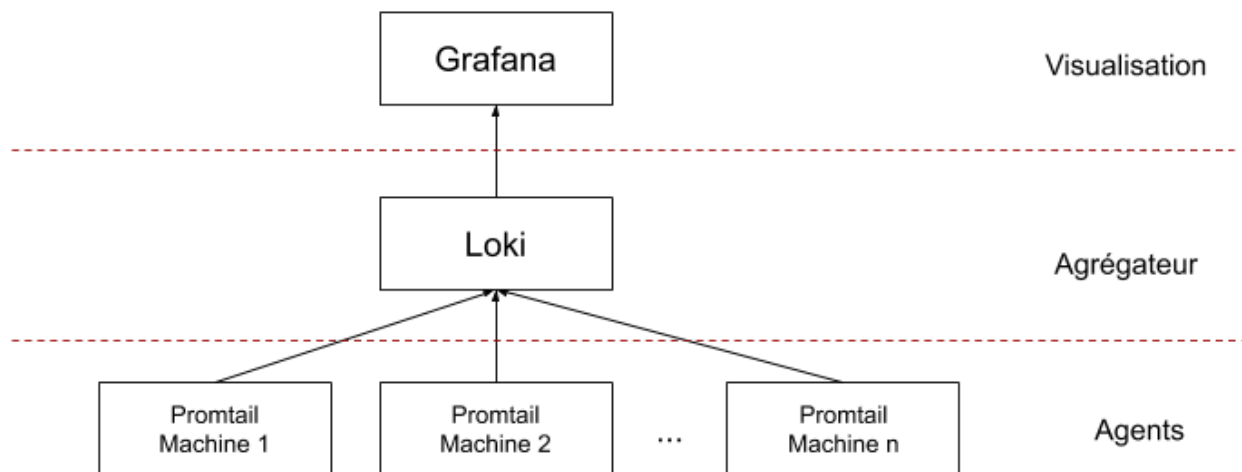 Grafana
Visualisation
Loki
Agrégateur
Promtail
Machine 1
Promtail
Machine 2
...
Promtail
Machine n
Agents